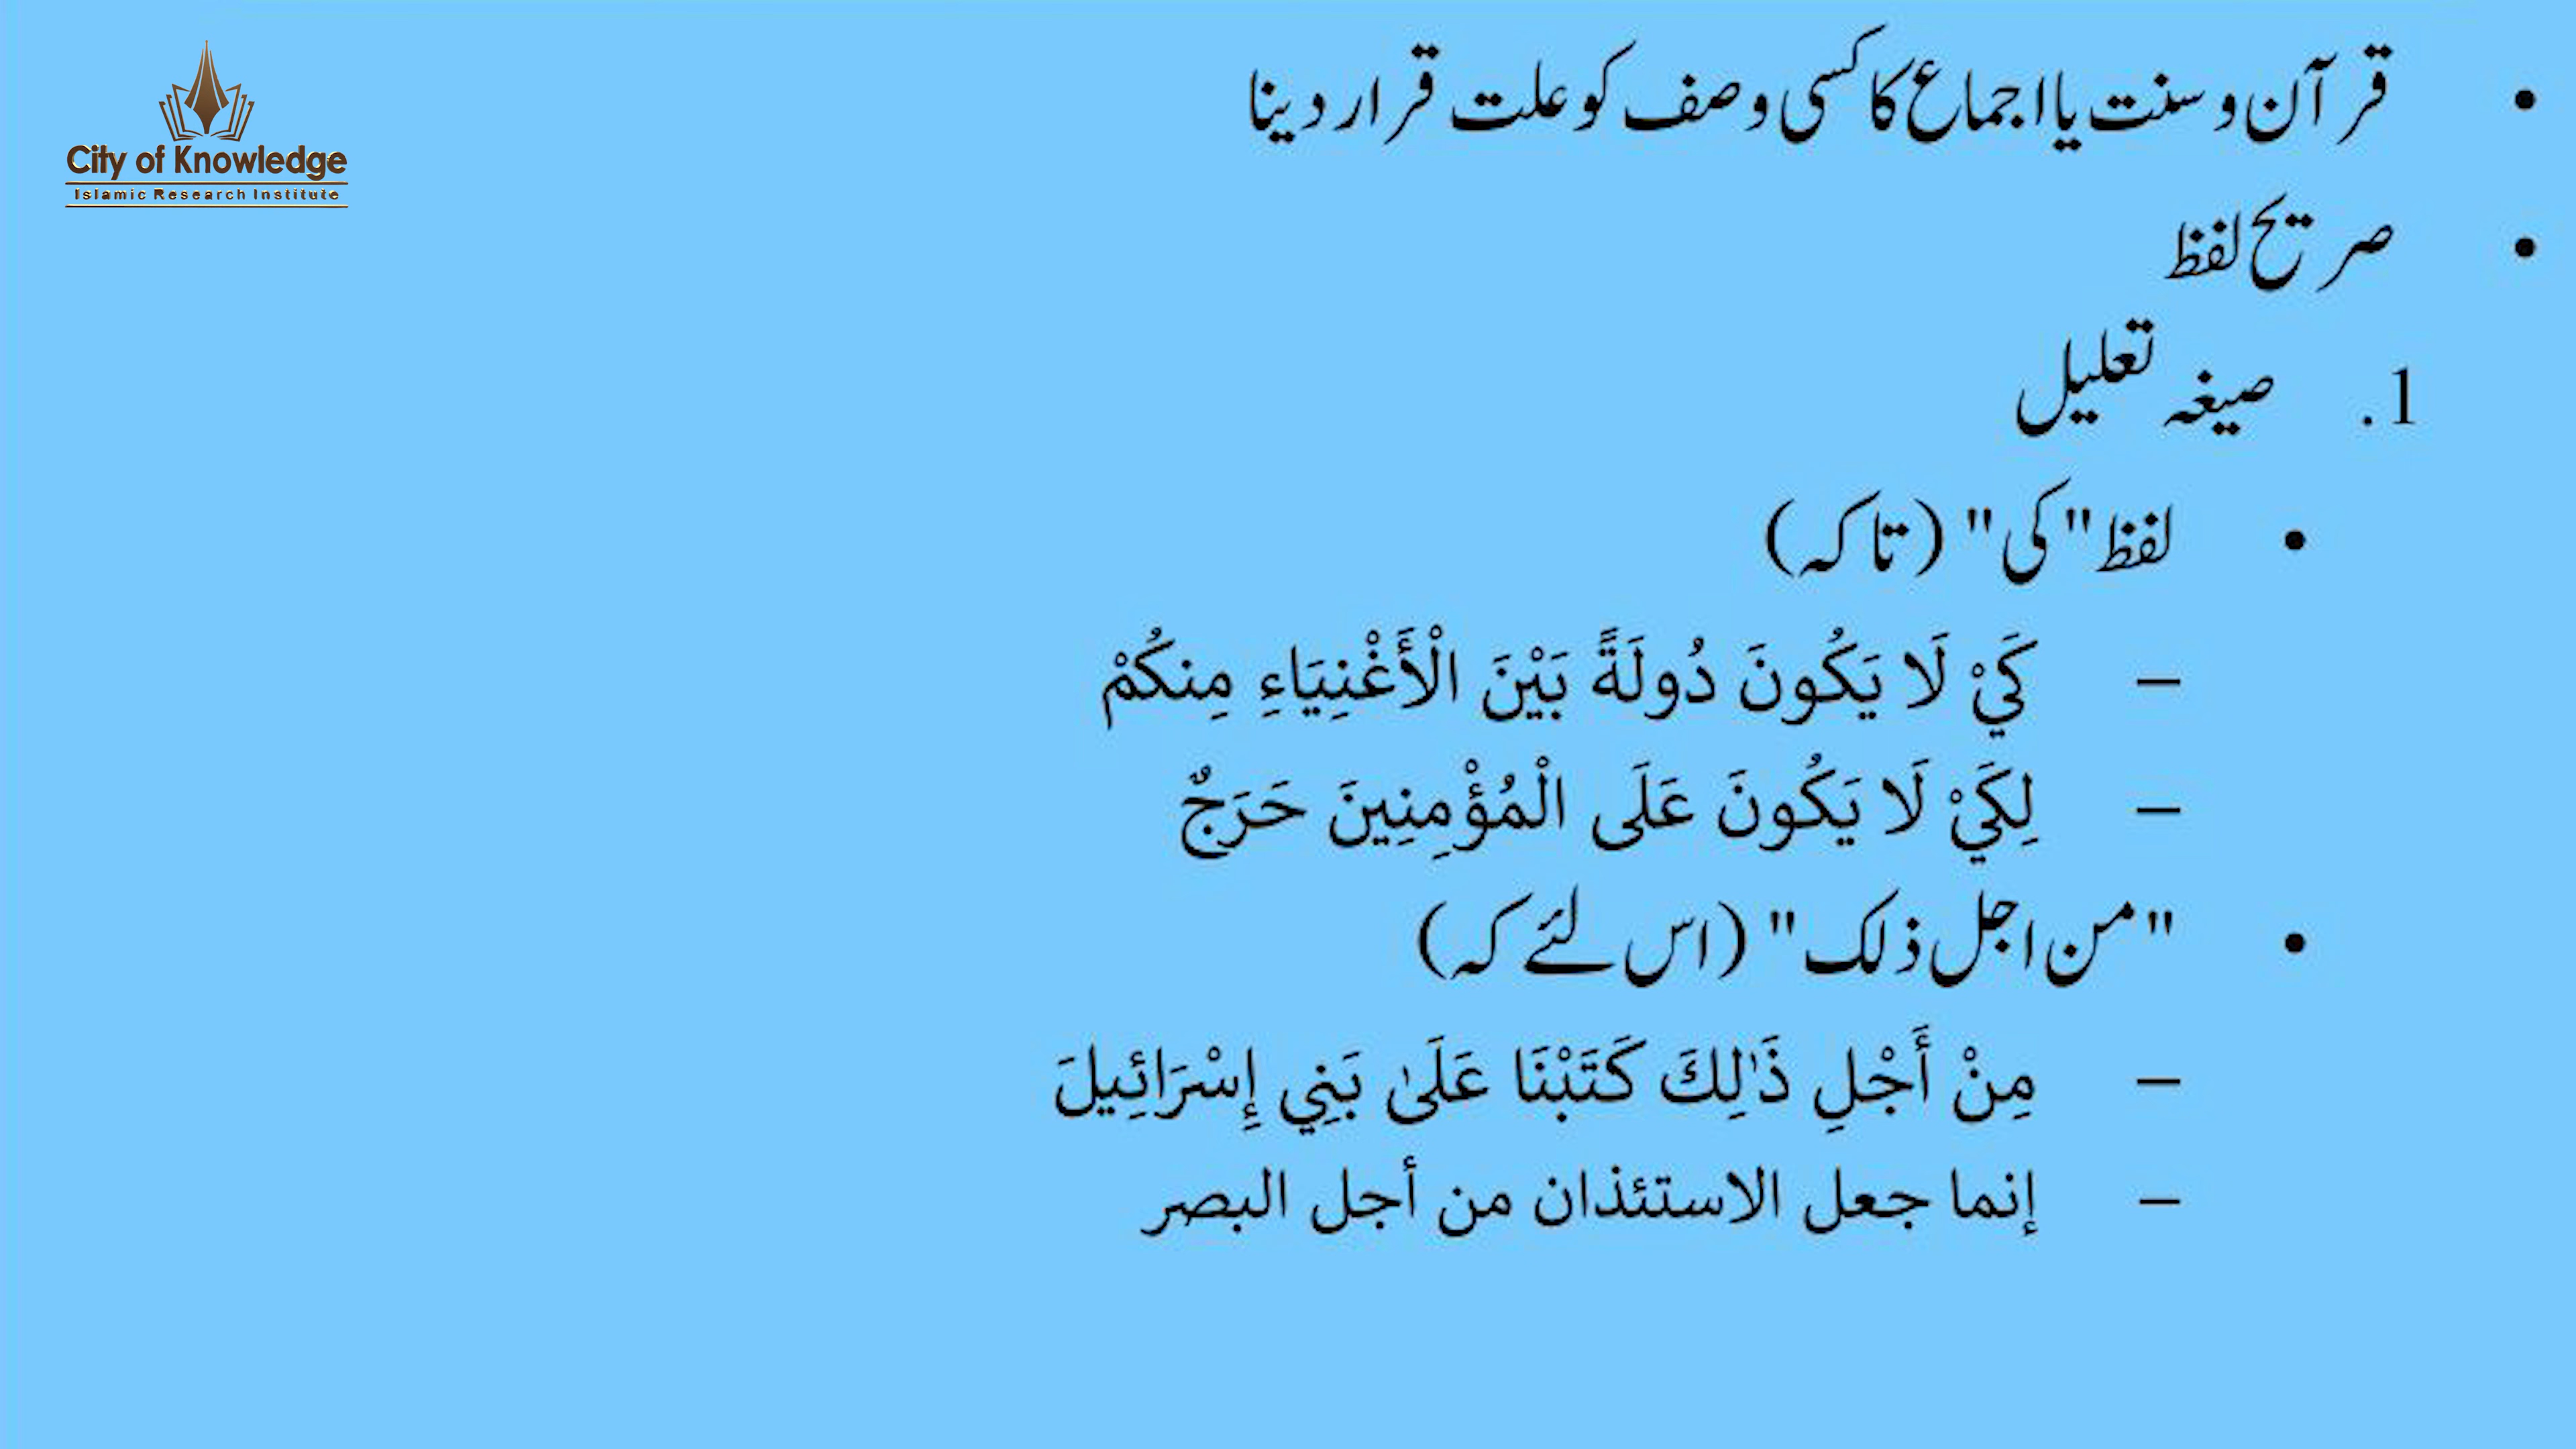 City of Knowledge
Islamic Research Institute
• قرآن و سنت یا اجماع کا کسی وصف کو علت قرار دینا
• صریح لفظ
1. صیغہ تعلیل
• لفظ "کی" (تاکہ)
– كَيْ لَا يَكُونَ دُولَةً بَيْنَ الْأَغْنِيَاءِ مِنكُمْ
– لِكَيْ لَا يَكُونَ عَلَى الْمُؤْمِنِينَ حَرَجٌ
• "من اجل ذلک" (اس لئے کہ)
– مِنْ أَجْلِ ذَٰلِكَ كَتَبْنَا عَلَىٰ بَنِي إِسْرَائِيلَ
– إنما جعل الاستئذان من أجل البصر